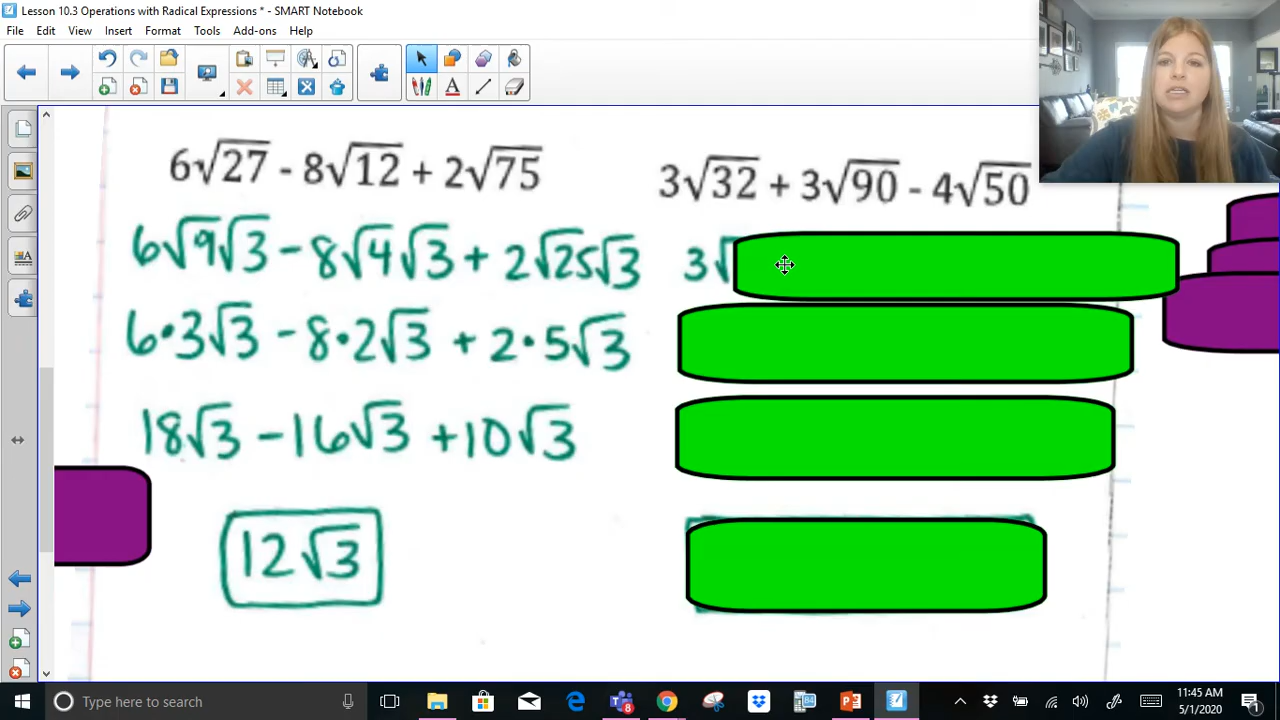 Lesson 10.3 Operations with Radical Expressions * - SMART Notebook
File Edit View Insert Format Tools Add-ons Help
6√27 - 8√12 + 2√75
6√9√3 - 8√4√3 + 2√25√3
6•3√3 - 8•2√3 + 2•5√3
18√3 - 16√3 + 10√3
12√3
3√32 + 3√90 - 4√50
3√
Type here to search
11:45 AM
5/1/2020